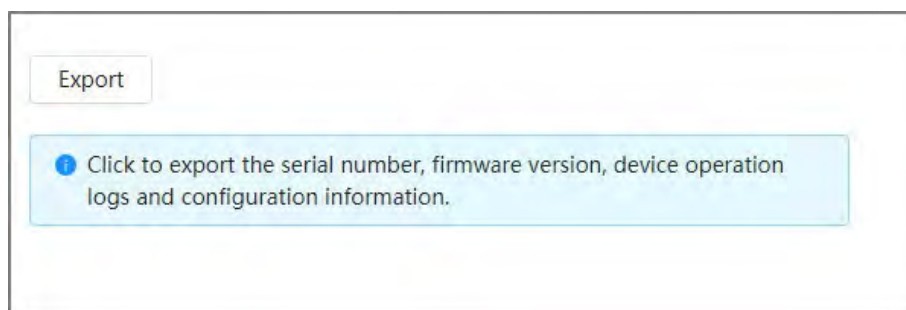 Export
Click to export the serial number, firmware version, device operation
logs and configuration information.